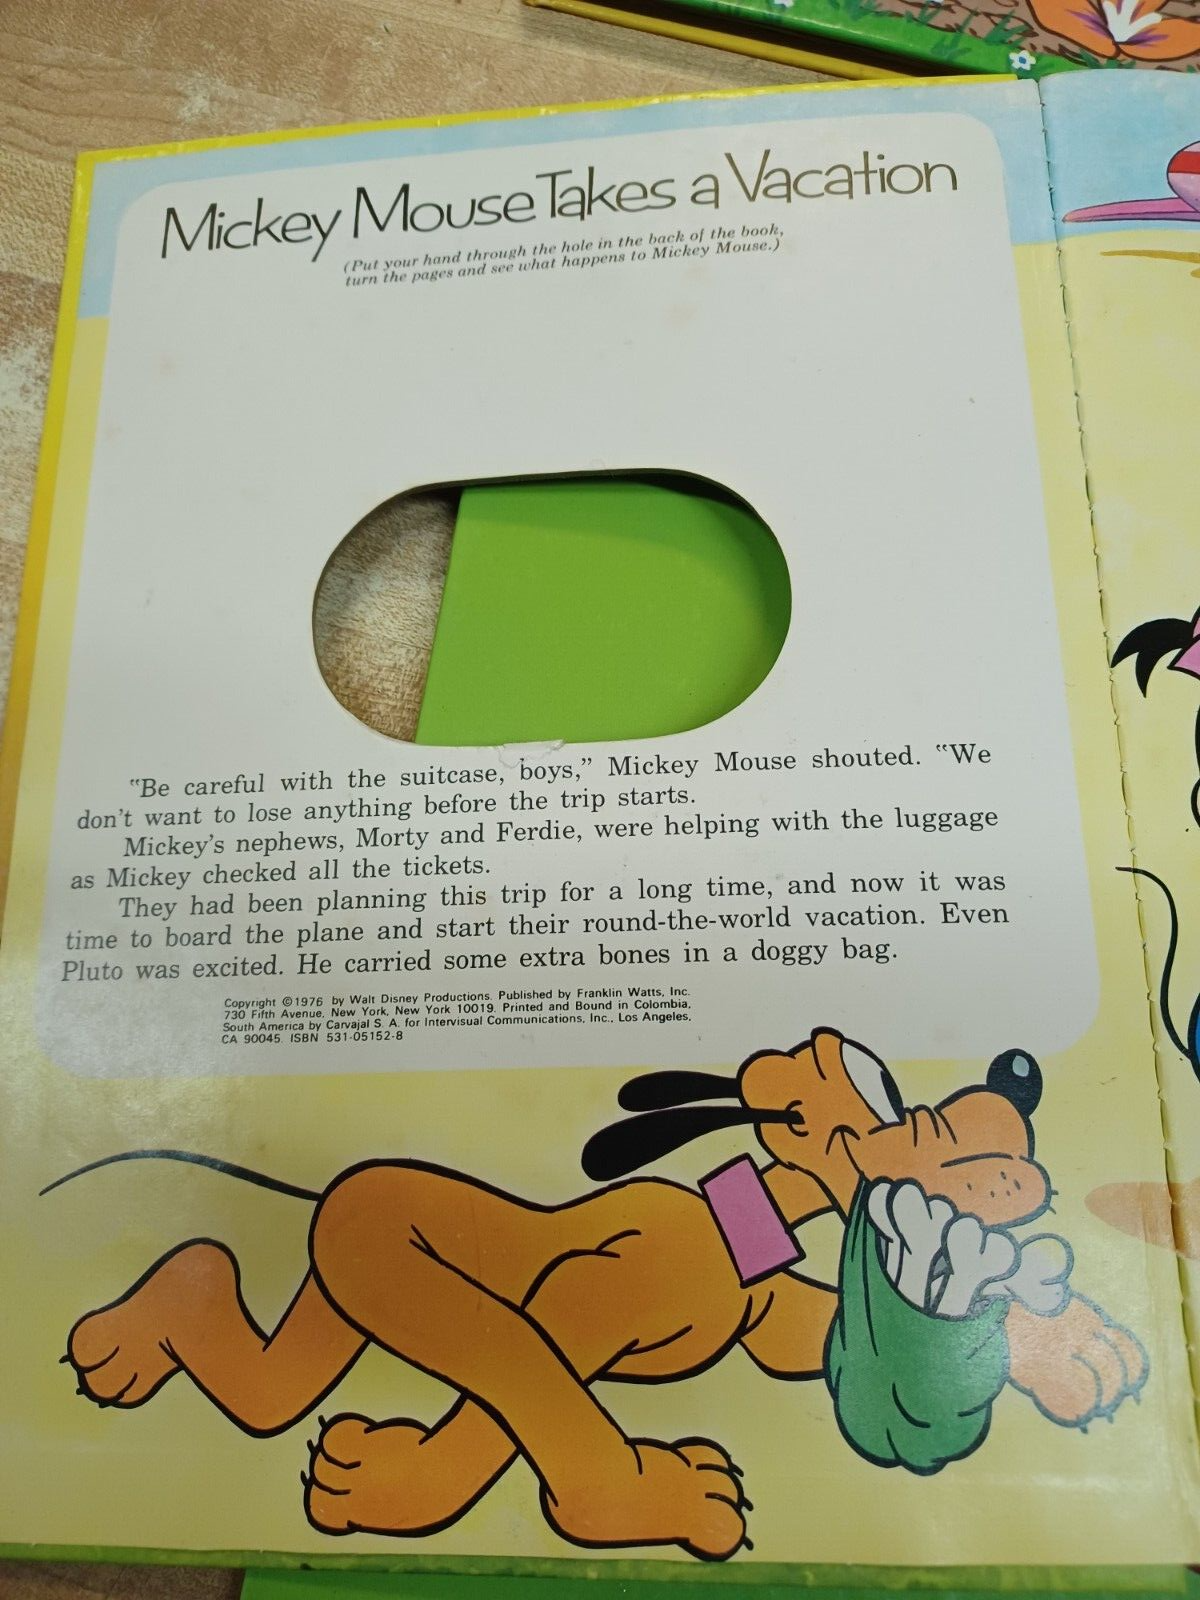 Mickey Mouse Takes a Vacation
(Put your hand through the hole in the back of the book,
turn the pages and see what happens to Mickey Mouse.)
"Be careful with the suitcase, boys," Mickey Mouse shouted. "We
don't want to lose anything before the trip starts.
Mickey's nephews, Morty and Ferdie, were helping with the luggage
as Mickey checked all the tickets.
They had been planning this trip for a long time, and now it was
time to board the plane and start their round-the-world vacation. Even
Pluto was excited. He carried some extra bones in a doggy bag.
Copyright ©1976 by Walt Disney Productions. Published by Franklin Watts, Inc.
730 Fifth Avenue, New York, New York 10019. Printed and Bound in Colombia,
South America by Carvajal S. A. for Intervisual Communications, Inc., Los Angeles,
CA 90045. ISBN 531-05152-8